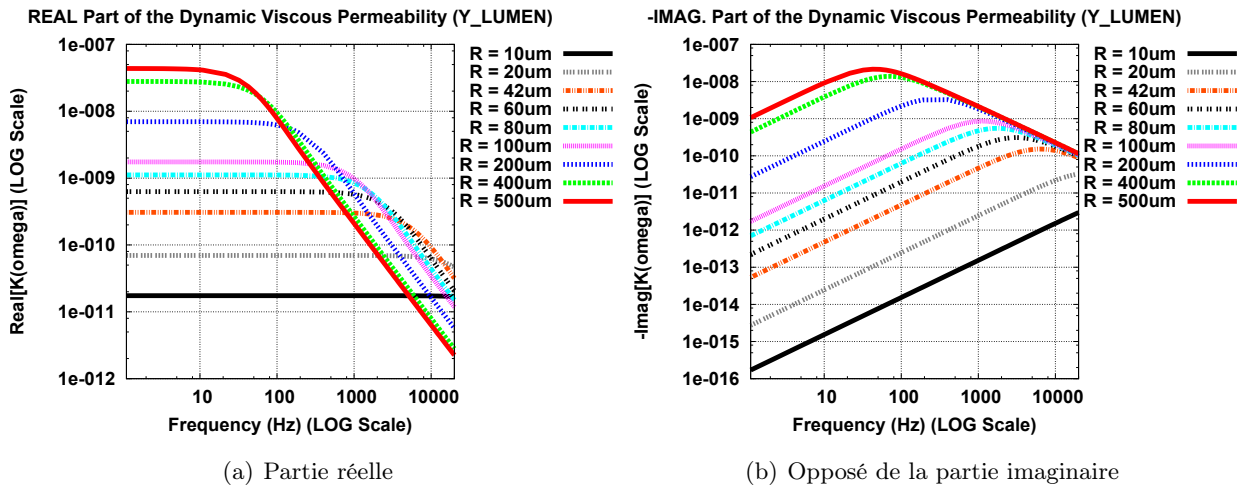 REAL Part of the Dynamic Viscous Permeability (Y_LUMEN)
1e-007
1e-008
1e-009
1e-010
1e-011
1e-012
Real[K(omega)] (LOG Scale)
10
100
1000
10000
Frequency (Hz) (LOG Scale)
R = 10um
R = 20um
R = 42um
R = 60um
R = 80um
R = 100um
R = 200um
R = 400um
R = 500um
(a) Partie réelle
-IMAG. Part of the Dynamic Viscous Permeability (Y_LUMEN)
1e-007
1e-008
1e-009
1e-010
1e-011
1e-012
1e-013
1e-014
1e-015
1e-016
-Imag[K(omega)] (LOG Scale)
10
100
1000
10000
Frequency (Hz) (LOG Scale)
R = 10um
R = 20um
R = 42um
R = 60um
R = 80um
R = 100um
R = 200um
R = 400um
R = 500um
(b) Opposé de la partie imaginaire